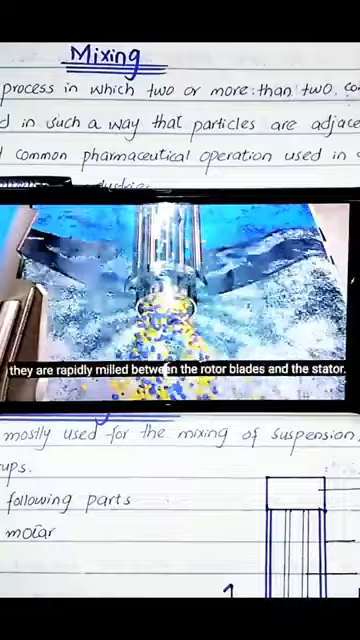 Mixing
process in which two or more than two
in such a way that particles are
common pharmaceutical operation used in
they are rapidly milled between the rotor blades and the stator.
mostly used for the mixing of suspension,
ups.
following parts
motar